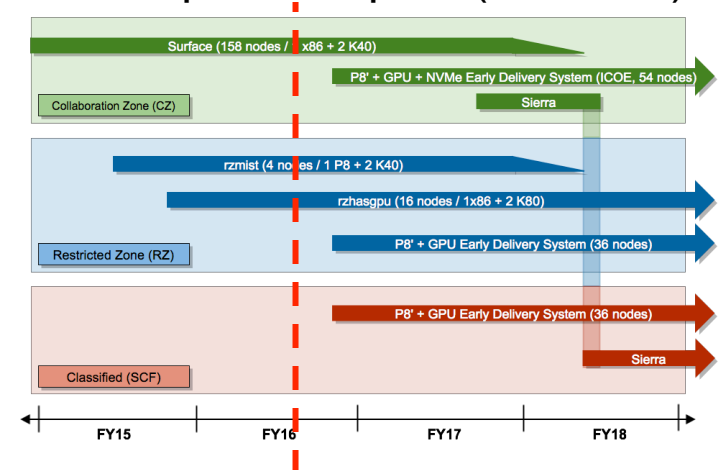 Surface (158 nodes / x86 + 2 K40)
P8' + GPU + NVMe Early Delivery System (ICOE, 54 nodes)
Collaboration Zone (CZ)
Sierra
rzmist (4 nodes / 1 P8 + 2 K40)
rzhasgpu (16 nodes / 1x86 + 2 K80)
P8' + GPU Early Delivery System (36 nodes)
Restricted Zone (RZ)
P8' + GPU Early Delivery System (36 nodes)
Sierra
Classified (SCF)
FY15
FY16
FY17
FY18